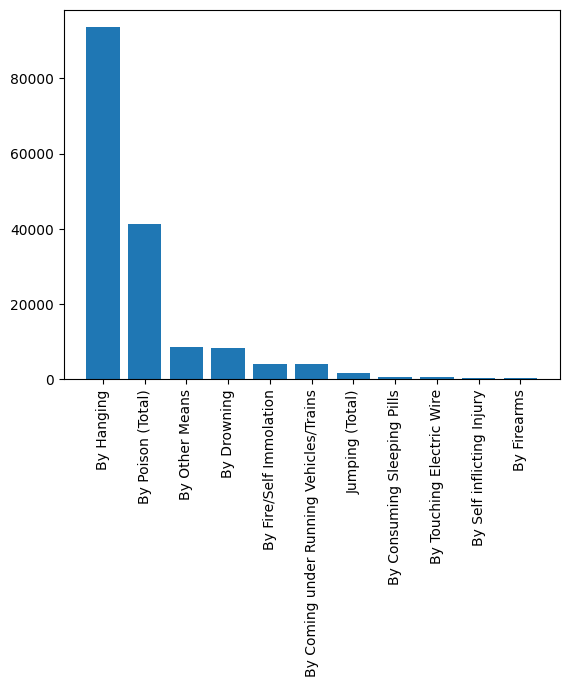 80000
60000
40000
20000
0
By Hanging
By Poison (Total)
By Other Means
By Drowning
By Fire/Self Immolation
By Coming under Running Vehicles/Trains
Jumping (Total)
By Consuming Sleeping Pills
By Touching Electric Wire
By Self inflicting Injury
By Firearms